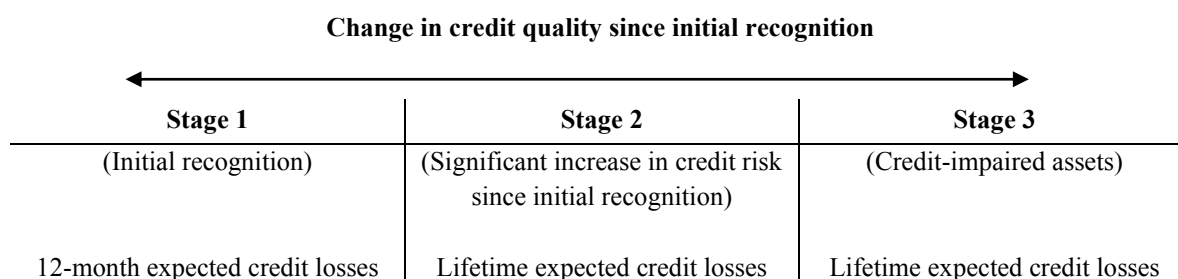 Change in credit quality since initial recognition
Stage 1
Stage 2
Stage 3
(Initial recognition)
(Significant increase in credit risk
since initial recognition)
(Credit-impaired assets)
12-month expected credit losses
Lifetime expected credit losses
Lifetime expected credit losses